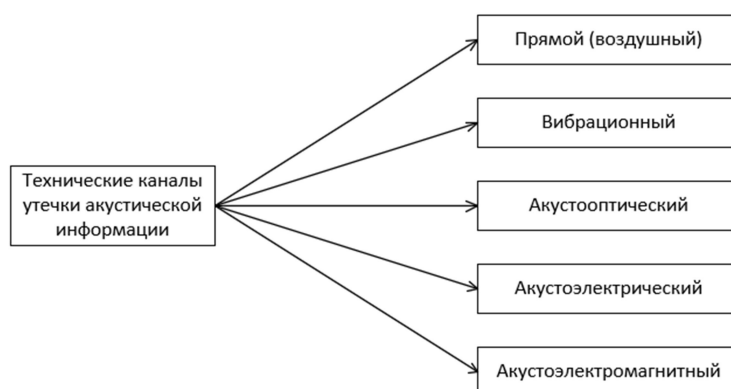 Технические каналы
утечки акустической
информации
Прямой (воздушный)
Вибрационный
Акустооптический
Акустоэлектрический
Акустоэлектромагнитный